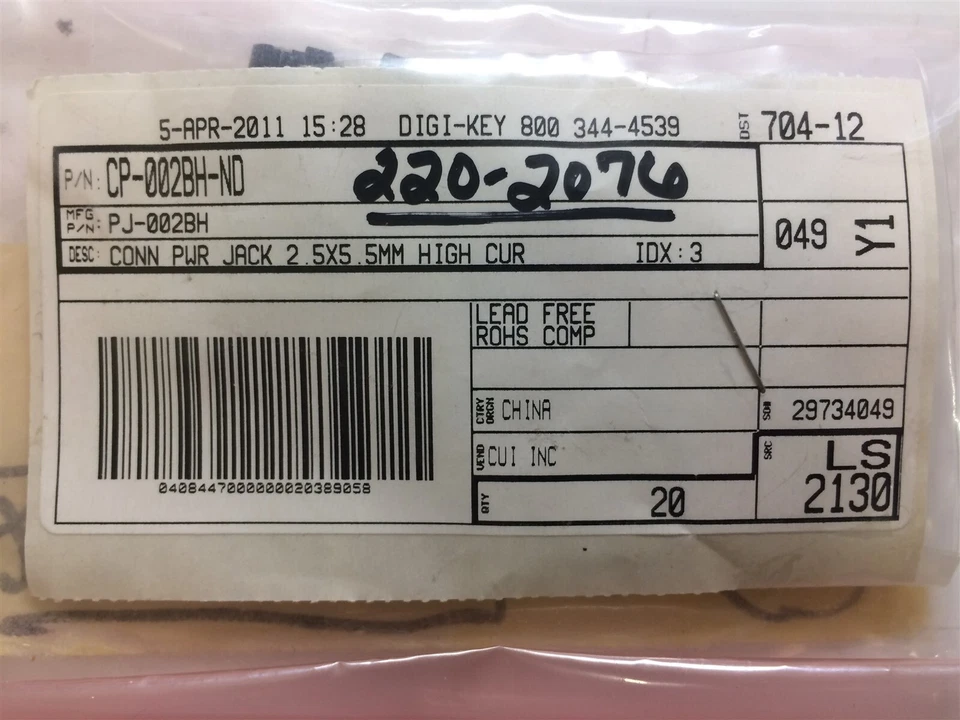 5-APR-2011 15:28 DIGI-KEY 800 344-4539 DST 704-12
P/N: CP-002BH-ND 220-2076
MFG P/N: PJ-002BH
049 Y1
DESC: CONN PWR JACK 2.5X5.5MM HIGH CUR IDX: 3
LEAD FREE
ROHS COMP
CTRY ORGN CHINA
SO# 29734049
VEND CUI INC
SRC LS
2130
QTY 20
0408447000000020389058